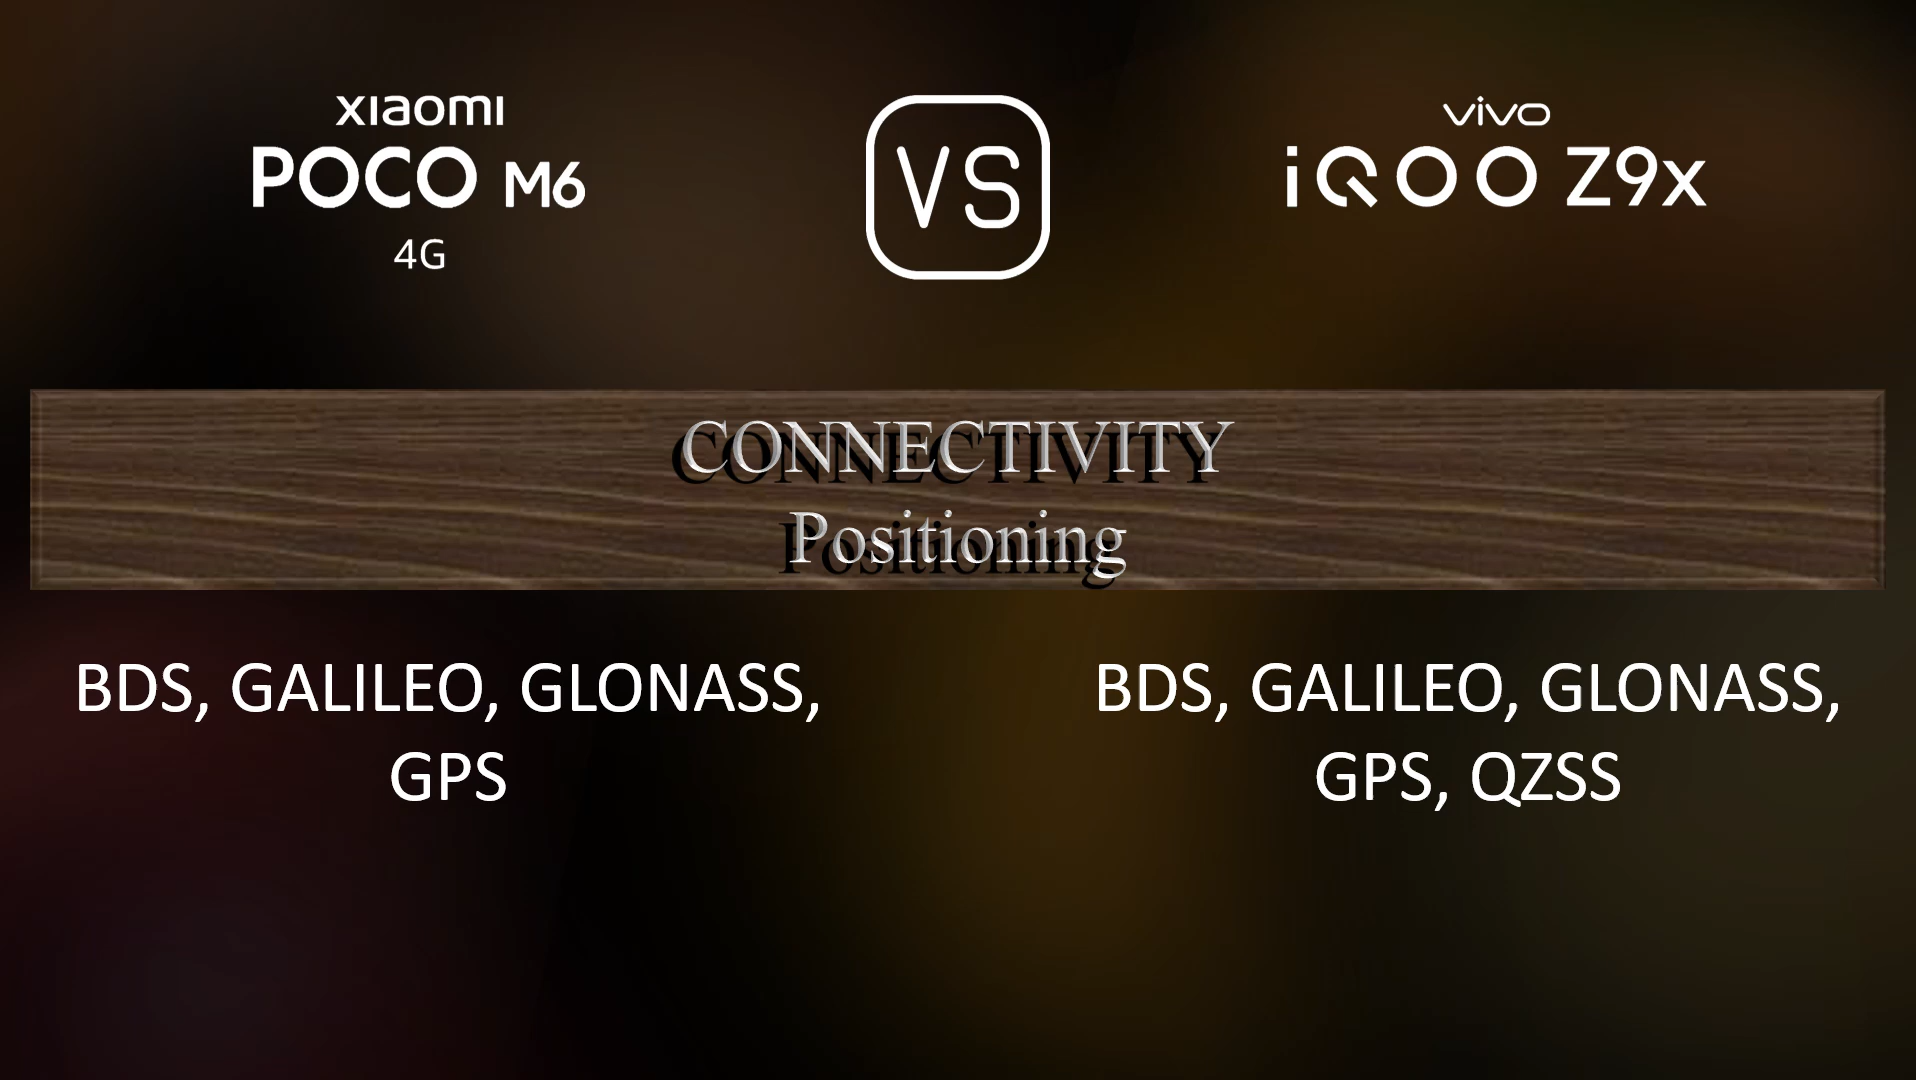 xiaomi
POCO M6
4G
VS
vivo
iQOO Z9x
CONNECTIVITY
Positioning
BDS, GALILEO, GLONASS,
GPS
BDS, GALILEO, GLONASS,
GPS, QZSS